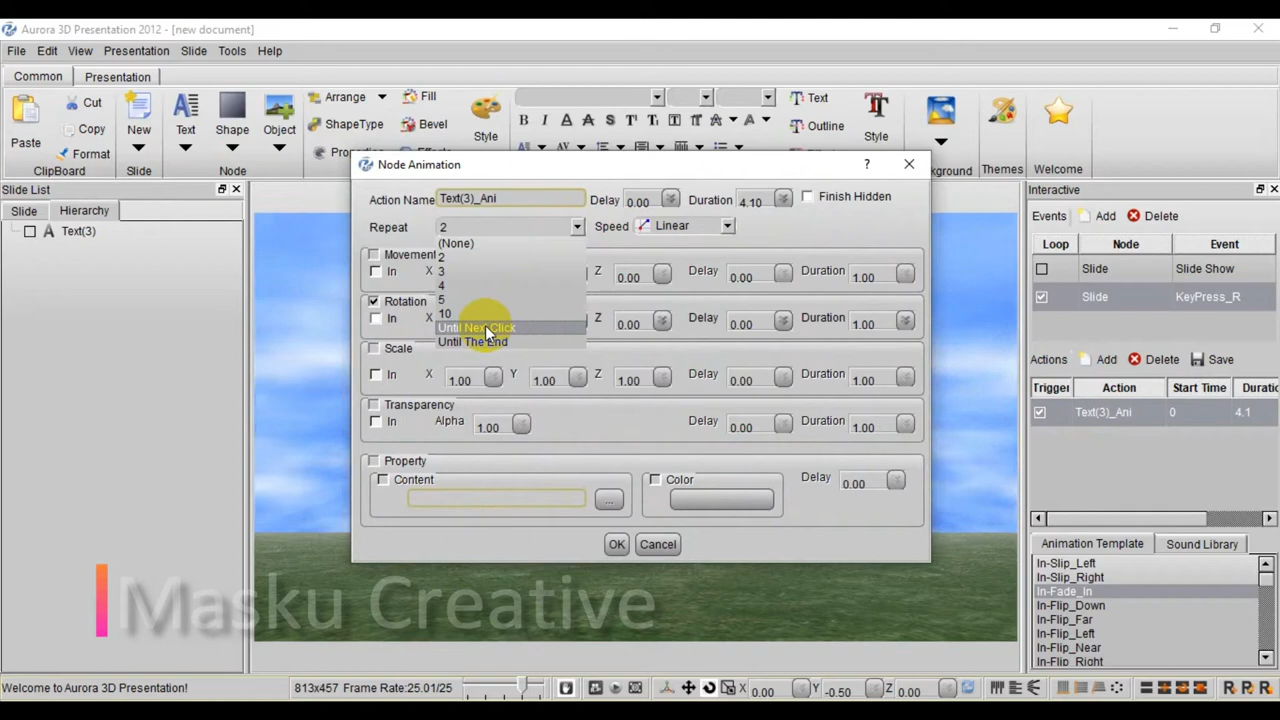 Aurora 3D Presentation 2012 - [new document]
File Edit View Presentation Slide Tools Help
Common Presentation
Paste Cut Copy Format ClipBoard
New Text Shape Object Node
Arrange ShapeType
Fill Bevel
Style
Text Outline
Style
Themes
Welcome
Slide List
Slide Hierarchy
Text(3)
Node Animation
Action Name Text(3)_Ani Delay 0.00 Duration 4.10 Finish Hidden
Repeat 2 Speed Linear
(None)
2
3
4
5
10
Until Next Click
Until The End
Movement
In X Z 0.00 Delay 0.00 Duration 1.00
Rotation
In X Z 0.00 Delay 0.00 Duration 1.00
Scale
In X 1.00 Y 1.00 Z 1.00 Delay 0.00 Duration 1.00
Transparency
In Alpha 1.00 Delay 0.00 Duration 1.00
Property
Content ... Color Delay 0.00
OK Cancel
Interactive
Events Add Delete
Loop Node Event
Slide Slide Show
Slide KeyPress_R
Actions Add Delete Save
Trigger Action Start Time Duratio
Text(3)_Ani 0 4.1
Animation Template Sound Library
In-Slip_Left
In-Slip_Right
In-Fade_In
In-Flip_Down
In-Flip_Far
In-Flip_Left
In-Flip_Near
In-Flip_Right
Masku Creative
Welcome to Aurora 3D Presentation! 813x457 Frame Rate:25.01/25 X 0.00 Y -0.50 Z 0.00